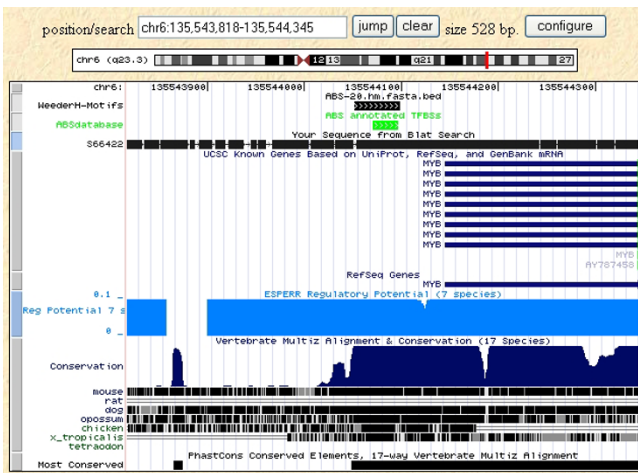 position/search chr6:135,543,818-135,544,345 jump clear size 528 bp. configure
chr6 (q23.3) 12 13 q21 27
chr6: 135543900| 135544000| 135544100| 135544200| 135544300|
ABS-20.hm.fasta.bed
WeederH-Motifs
ABS annotated TFBSs
ABSdatabase
Your Sequence from Blat Search
S66422
UCSC Known Genes Based on UniProt, RefSeq, and GenBank mRNA
MYB
MYB
MYB
MYB
MYB
MYB
MYB
MYB
MYB
MYB
AY787458
RefSeq Genes
MYB
0.1 _ ESPERR Regulatory Potential (7 species)
Reg Potential 7 s
0 _
Vertebrate Multiz Alignment & Conservation (17 Species)
Conservation
mouse
rat
dog
opossum
chicken
x_tropicalis
tetraodon
PhastCons Conserved Elements, 17-way Vertebrate Multiz Alignment
Most Conserved